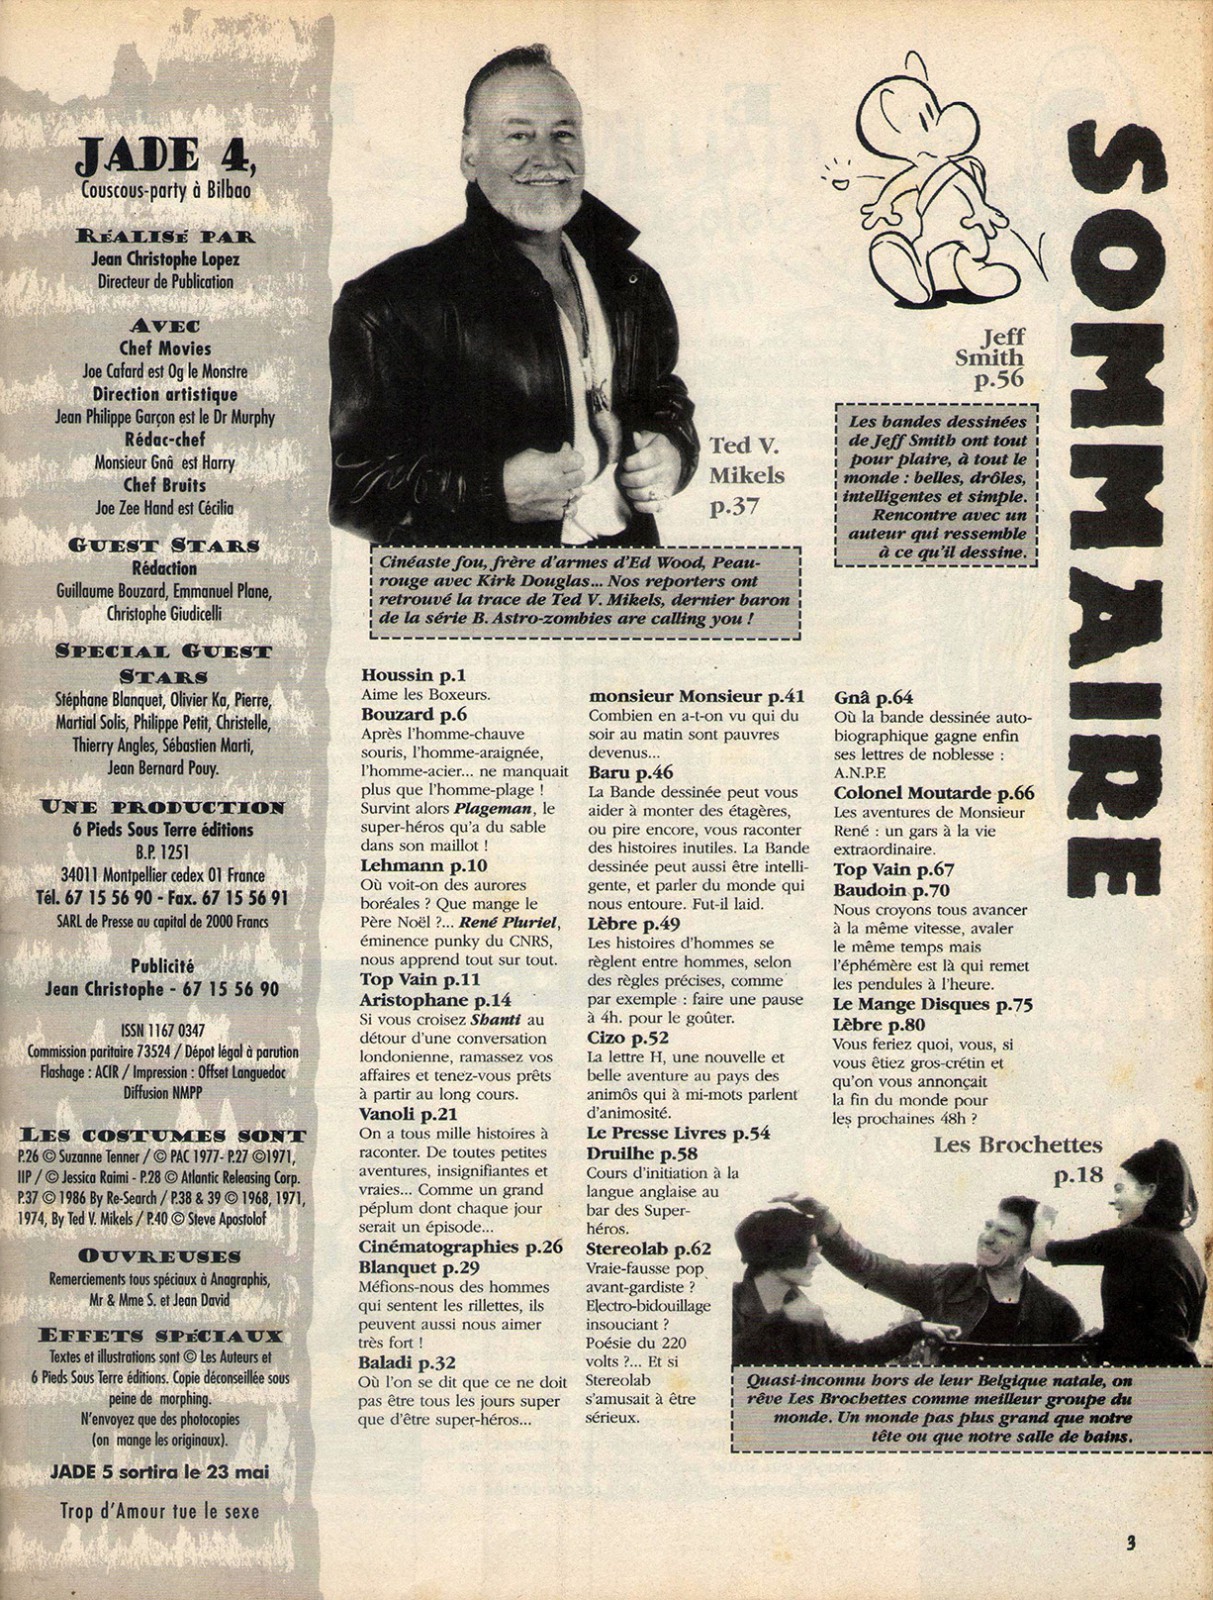 JADE 4,
Couscous-party à Bilbao
RÉALISÉ PAR
Jean Christophe Lopez
Directeur de Publication
AVEC
Chef Movies
Joe Cafard est Og le Monstre
Direction artistique
Jean Philippe Garçon est le Dr Murphy
Rédac-chef
Monsieur Gnâ est Harry
Chef Bruits
Joe Zee Hand est Cécilia
GUEST STARS
Rédaction
Guillaume Bouzard, Emmanuel Plane,
Christophe Giudicelli
SPECIAL GUEST
STARS
Stéphane Blanquet, Olivier Ka, Pierre,
Martial Solis, Philippe Petit, Christelle,
Thierry Angles, Sébastien Marti,
Jean Bernard Pouy.
UNE PRODUCTION
6 Pieds Sous Terre éditions
B.P. 1251
34011 Montpellier cedex 01 France
Tél. 67 15 56 90 - Fax. 67 15 56 91
SARL de Presse au capital de 2000 Francs
Publicité
Jean Christophe - 67 15 56 90
ISSN 1167 0347
Commission paritaire 73524 / Dépot légal à parution
Flashage : ACIR / Impression : Offset Languedoc
Diffusion NMPP
LES COSTUMES SONT
P.26 © Suzanne Tenner / © PAC 1977- P.27 ©1971,
IIP / © Jessica Raimi - P.28 © Atlantic Releasing Corp.
P.37 © 1986 By Re-Search / P.38 & 39 © 1968, 1971,
1974, By Ted V. Mikels / P.40 © Steve Apostolof
OUVREUSES
Remerciements tous spéciaux à Anagraphis,
Mr & Mme S. et Jean David
EFFETS SPÉCIAUX
Textes et illustrations sont © Les Auteurs et
6 Pieds Sous Terre éditions. Copie déconseillée sous
peine de morphing.
N'envoyez que des photocopies
(on mange les originaux).
JADE 5 sortira le 23 mai
Trop d'Amour tue le sexe
SOMMAIRE
Ted V.
Mikels
p.37
Cinéaste fou, frère d'armes d'Ed Wood, Peau-
rouge avec Kirk Douglas... Nos reporters ont
retrouvé la trace de Ted V. Mikels, dernier baron
de la série B. Astro-zombies are calling you !
Jeff
Smith
p.56
Les bandes dessinées
de Jeff Smith ont tout
pour plaire, à tout le
monde : belles, drôles,
intelligentes et simple.
Rencontre avec un
auteur qui ressemble
à ce qu'il dessine.
Houssin p.1
Aime les Boxeurs.
Bouzard p.6
Après l'homme-chauve
souris, l'homme-araignée,
l'homme-acier... ne manquait
plus que l'homme-plage !
Survint alors Plageman, le
super-héros qu'a du sable
dans son maillot !
Lehmann p.10
Où voit-on des aurores
boréales ? Que mange le
Père Noël ?... René Pluriel,
éminence punky du CNRS,
nous apprend tout sur tout.
Top Vain p.11
Aristophane p.14
Si vous croisez Shanti au
détour d'une conversation
londonienne, ramassez vos
affaires et tenez-vous prêts
à partir au long cours.
Vanoli p.21
On a tous mille histoires à
raconter. De toutes petites
aventures, insignifiantes et
vraies... Comme un grand
péplum dont chaque jour
serait un épisode...
Cinématographies p.26
Blanquet p.29
Méfions-nous des hommes
qui sentent les rillettes, ils
peuvent aussi nous aimer
très fort !
Baladi p.32
Où l'on se dit que ce ne doit
pas être tous les jours super
que d'être super-héros...
monsieur Monsieur p.41
Combien en a-t-on vu qui du
soir au matin sont pauvres
devenus...
Baru p.46
La Bande dessinée peut vous
aider à monter des étagères,
ou pire encore, vous raconter
des histoires inutiles. La Bande
dessinée peut aussi être intelli-
gente, et parler du monde qui
nous entoure. Fut-il laid.
Lèbre p.49
Les histoires d'hommes se
règlent entre hommes, selon
des règles précises, comme
par exemple : faire une pause
à 4h. pour le goûter.
Cizo p.52
La lettre H, une nouvelle et
belle aventure au pays des
animôs qui à mi-mots parlent
d'animosité.
Le Presse Livres p.54
Druilhe p.58
Cours d'initiation à la
langue anglaise au
bar des Super-
héros.
Stereolab p.62
Vraie-fausse pop
avant-gardiste ?
Electro-bidouillage
insouciant ?
Poésie du 220
volts ?... Et si
Stereolab
s'amusait à être
sérieux.
Gnâ p.64
Où la bande dessinée auto-
biographique gagne enfin
ses lettres de noblesse :
A.N.P.E
Colonel Moutarde p.66
Les aventures de Monsieur
René : un gars à la vie
extraordinaire.
Top Vain p.67
Baudoin p.70
Nous croyons tous avancer
à la même vitesse, avaler
le même temps mais
l'éphémère est là qui remet
les pendules à l'heure.
Le Mange Disques p.75
Lèbre p.80
Vous feriez quoi, vous, si
vous êtiez gros-crétin et
qu'on vous annonçait
la fin du monde pour
les prochaines 48h ?
Les Brochettes
p.18
Quasi-inconnu hors de leur Belgique natale, on
rêve Les Brochettes comme meilleur groupe du
monde. Un monde pas plus grand que notre
tête ou que notre salle de bains.
3